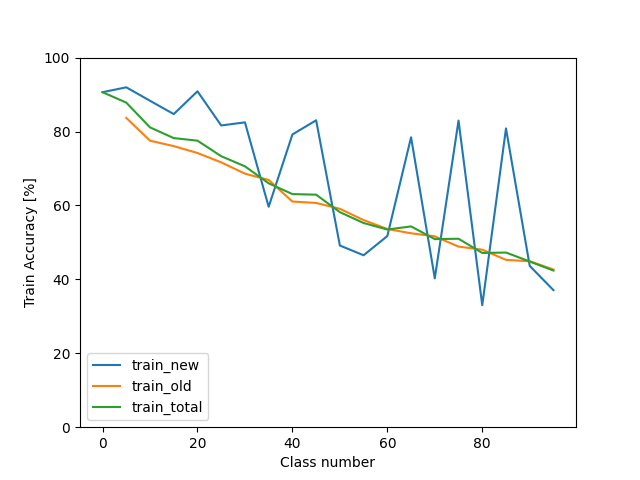 100
80
60
40
20
0
Train Accuracy [%]
train_new
train_old
train_total
0 20 40 60 80
Class number